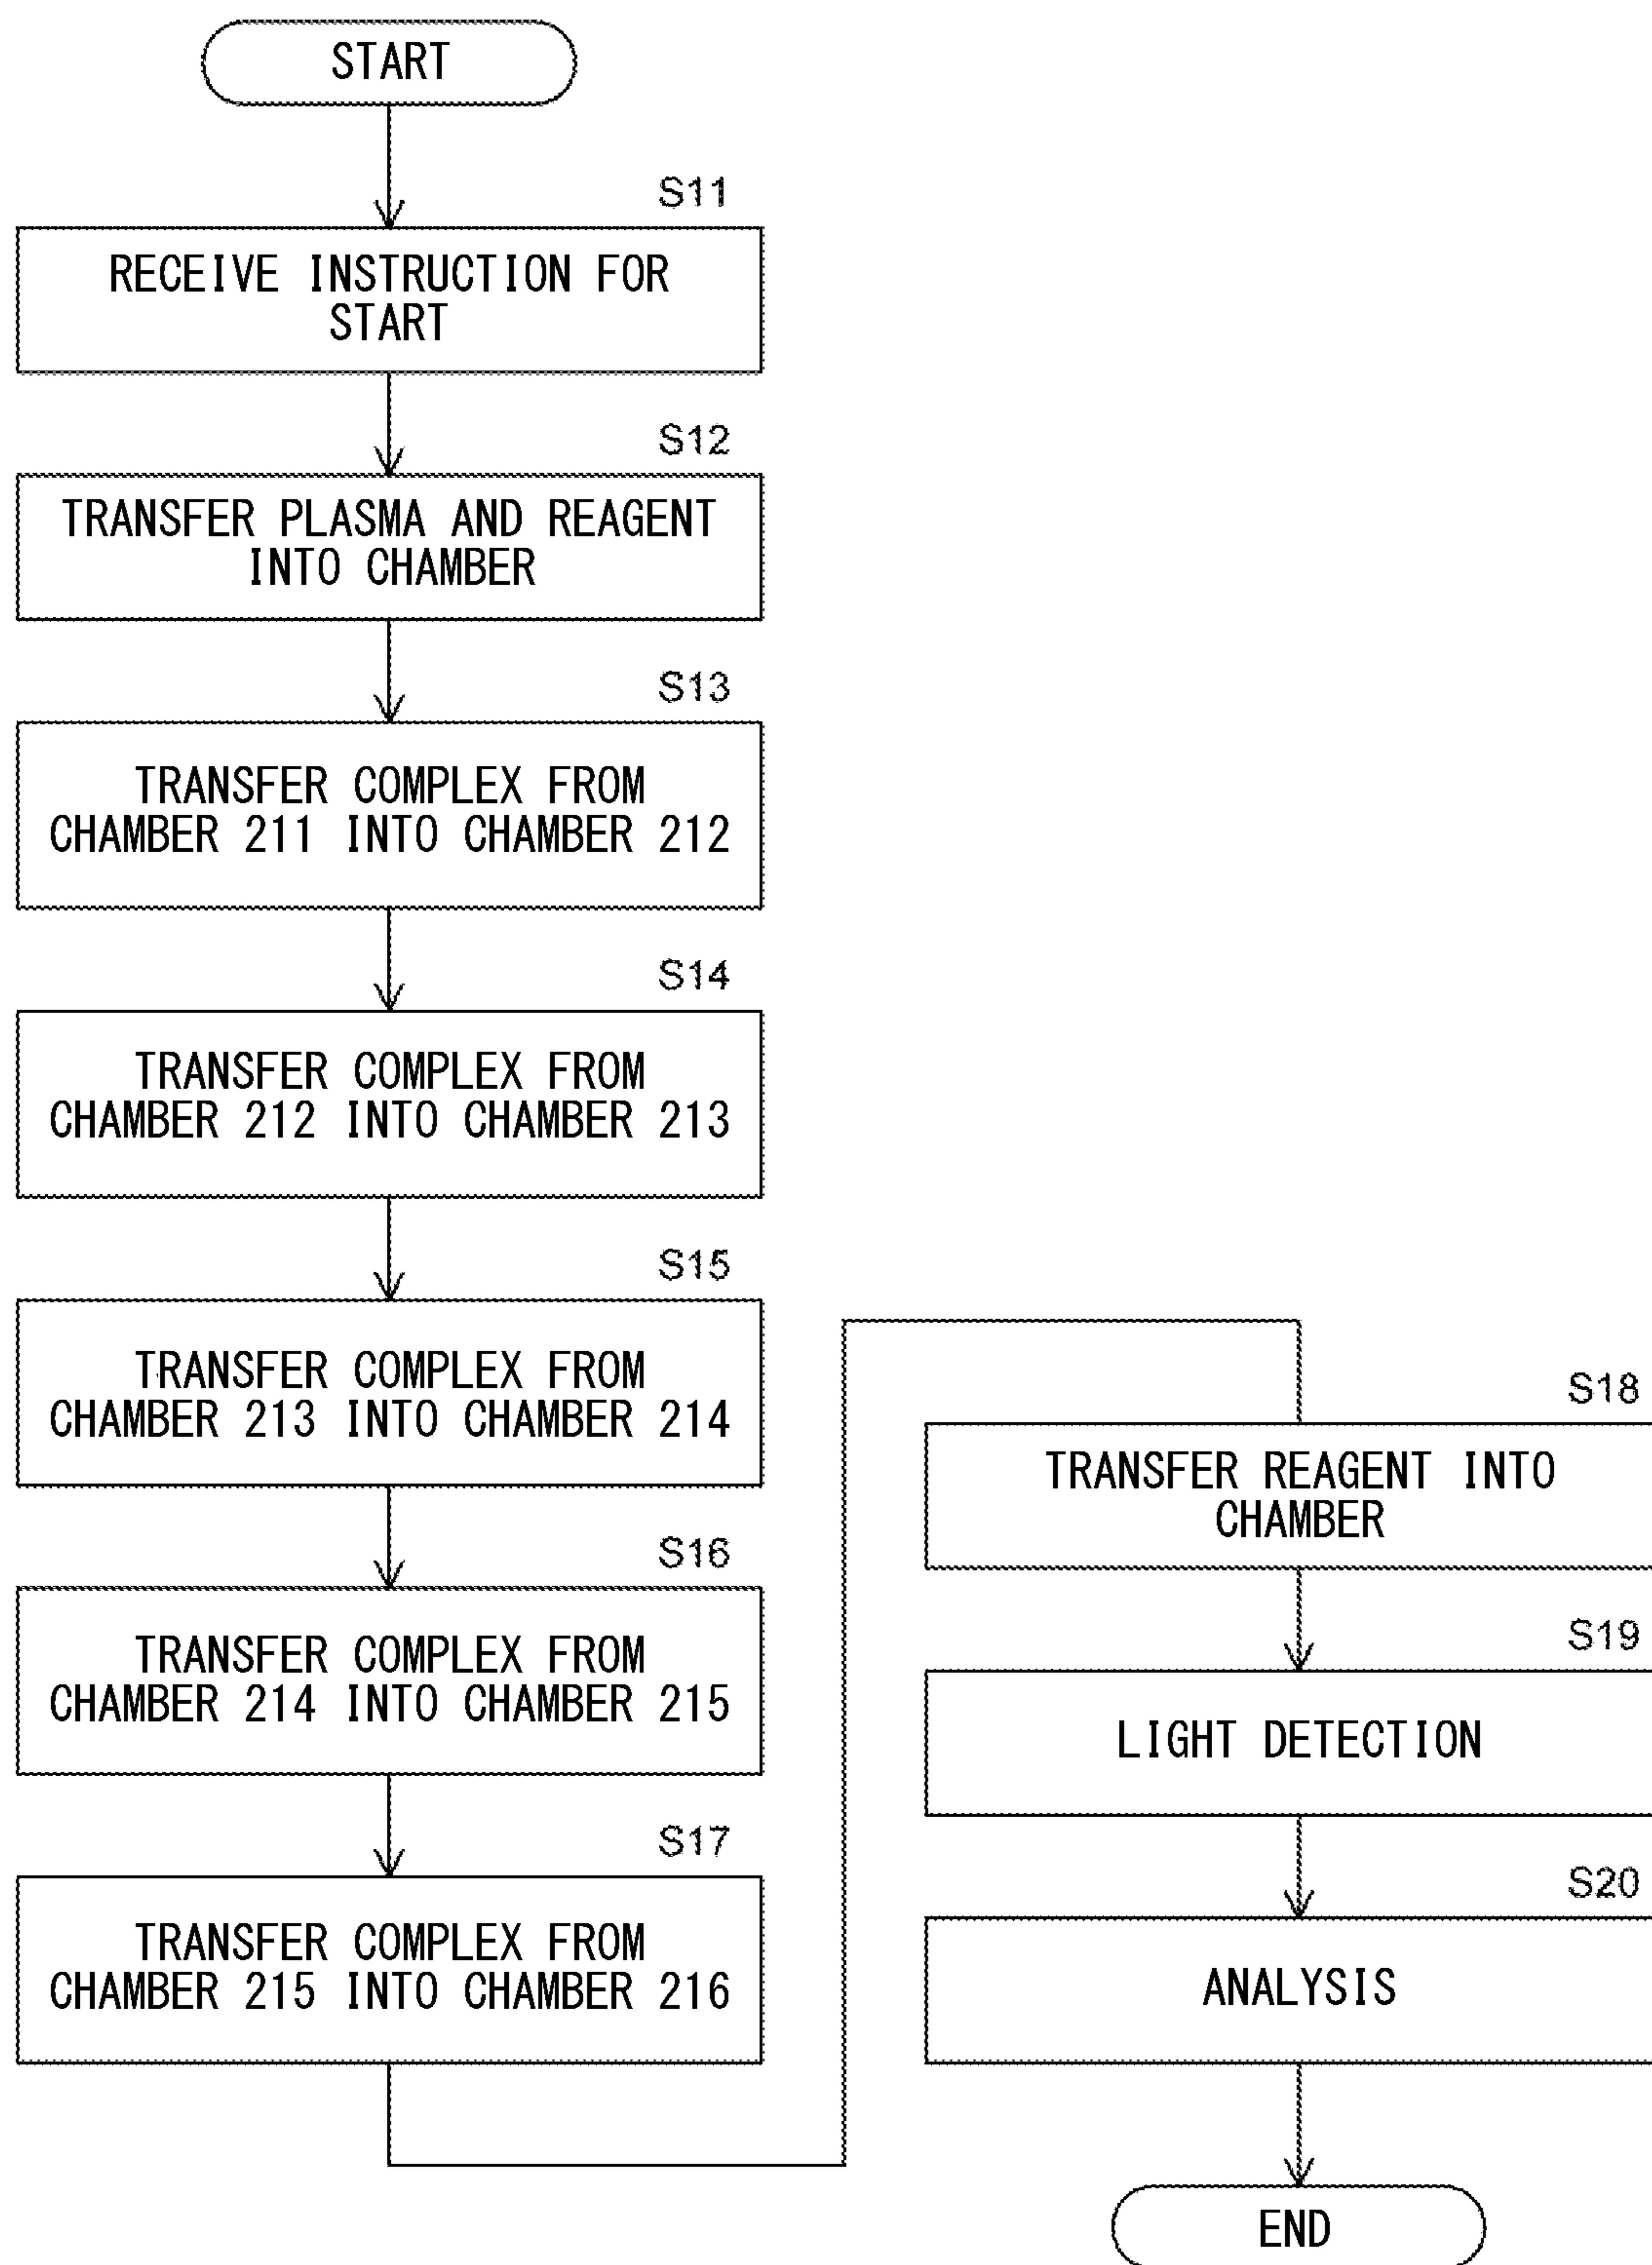 START
S11
RECEIVE INSTRUCTION FOR
START
S12
TRANSFER PLASMA AND REAGENT
INTO CHAMBER
S13
TRANSFER COMPLEX FROM
CHAMBER 211 INTO CHAMBER 212
S14
TRANSFER COMPLEX FROM
CHAMBER 212 INTO CHAMBER 213
S15
TRANSFER COMPLEX FROM
CHAMBER 213 INTO CHAMBER 214
S16
TRANSFER COMPLEX FROM
CHAMBER 214 INTO CHAMBER 215
S17
TRANSFER COMPLEX FROM
CHAMBER 215 INTO CHAMBER 216
S18
TRANSFER REAGENT INTO
CHAMBER
S19
LIGHT DETECTION
S20
ANALYSIS
END